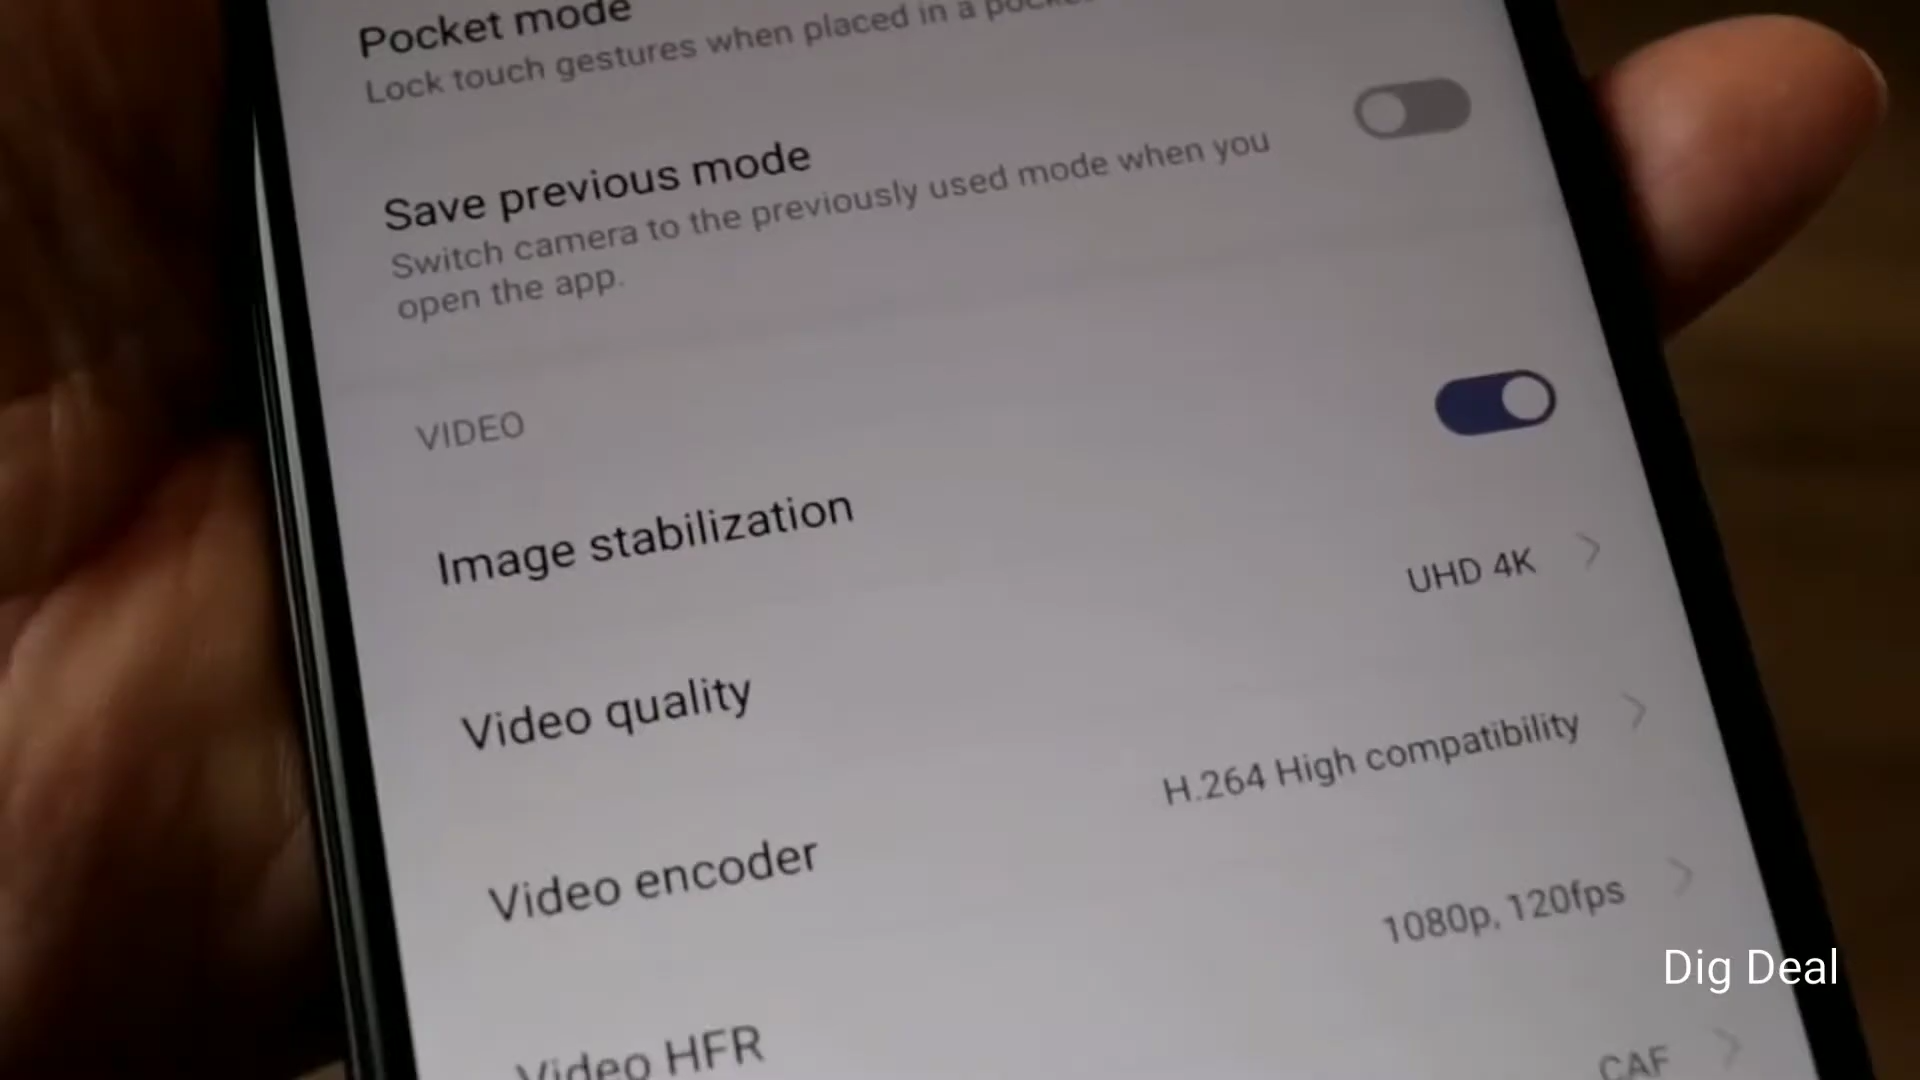 Pocket mode
Lock touch gestures when placed in a
Save previous mode
Switch camera to the previously used mode when you
open the app.
VIDEO
Image stabilization
UHD 4K
Video quality
H.264 High compatibility
Video encoder
1080p, 120fps
Video HFR
CAF
Dig Deal